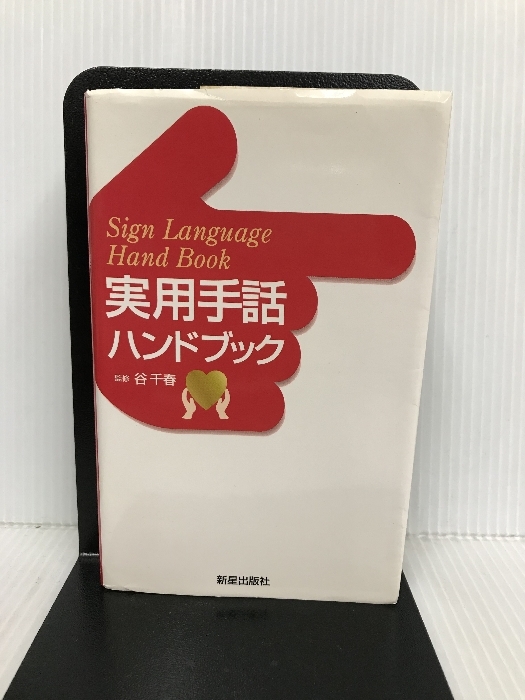 Sign Language
Hand Book
実用手話
ハンドブック
監修 谷千春
新星出版社